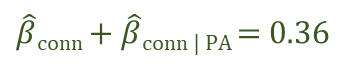 β̂conn + β̂conn | PA = 0.36